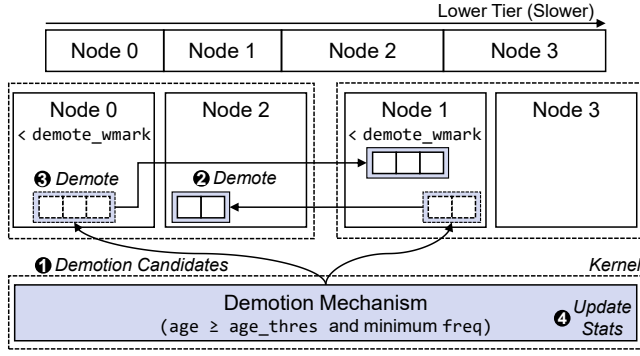 Lower Tier (Slower)
Node 0 Node 1 Node 2 Node 3
Node 0 Node 2 Node 1 Node 3
< demote_wmark < demote_wmark
❸ Demote ❷ Demote
❶ Demotion Candidates Kernel
Demotion Mechanism
(age ≥ age_thres and minimum freq)
❹ Update
Stats